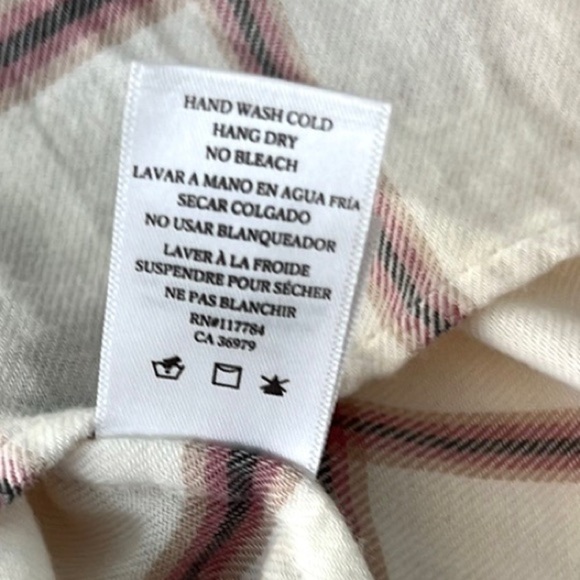 HAND WASH COLD
HANG DRY
NO BLEACH
LAVAR A MANO EN AGUA FRÍA
SECAR COLGADO
NO USAR BLANQUEADOR
LAVER À LA FROIDE
SUSPENDRE POUR SÉCHER
NE PAS BLANCHIR
RN#117784
CA 36979